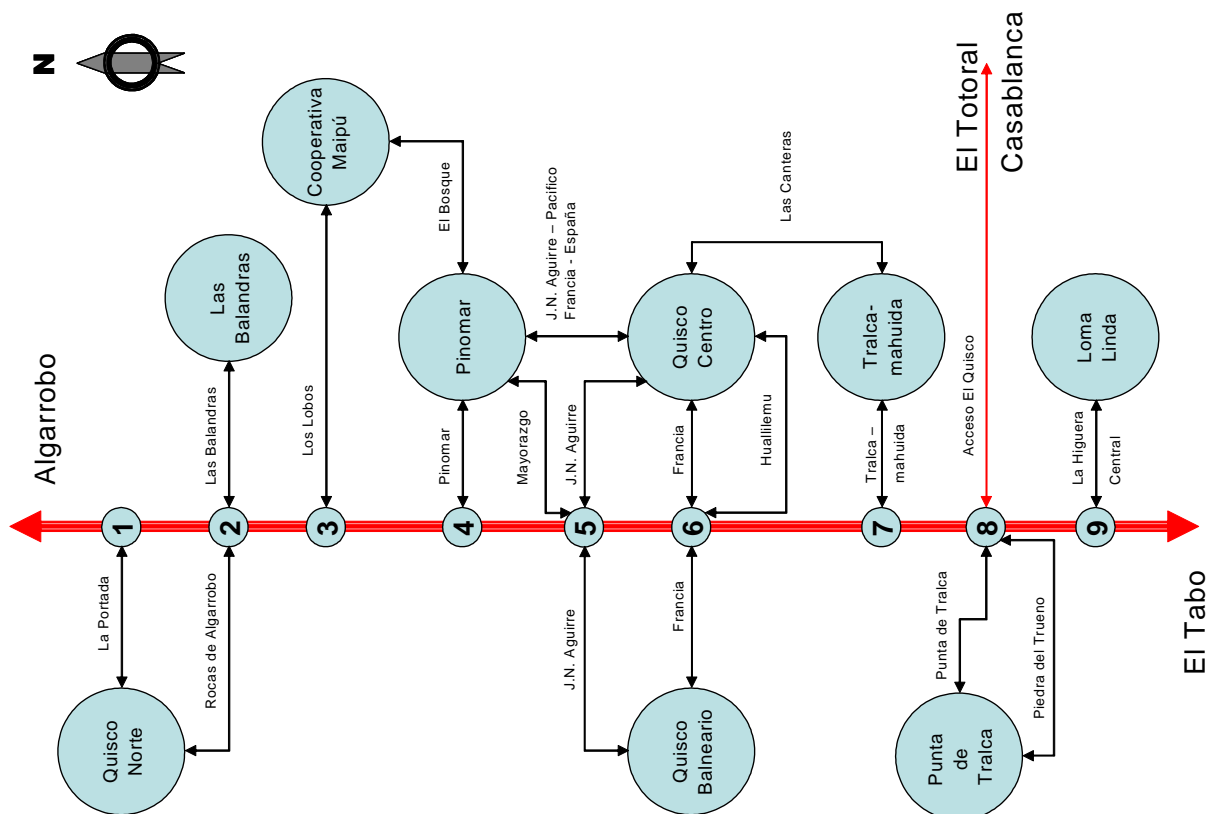 N
Algarrobo
Cooperativa
Maipú
Las
Balandras
Las Balandras
Los Lobos
El Bosque
La Portada
Rocas de Algarrobo
Quisco
Norte
1
2
3
4
5
6
7
8
9
Pinomar
Pinomar
Mayorazgo
J.N. Aguirre – Pacifico
Francia - España
J.N. Aguirre
Francia
Quisco
Centro
Huallilemu
Las Canteras
J.N. Aguirre
Francia
Quisco
Balneario
Tralca-
mahuida
Tralca –
mahuida
El Totoral
Casablanca
Acceso El Quisco
Punta de Tralca
Piedra del Trueno
Punta
de
Tralca
La Higuera
Central
Loma
Linda
El Tabo